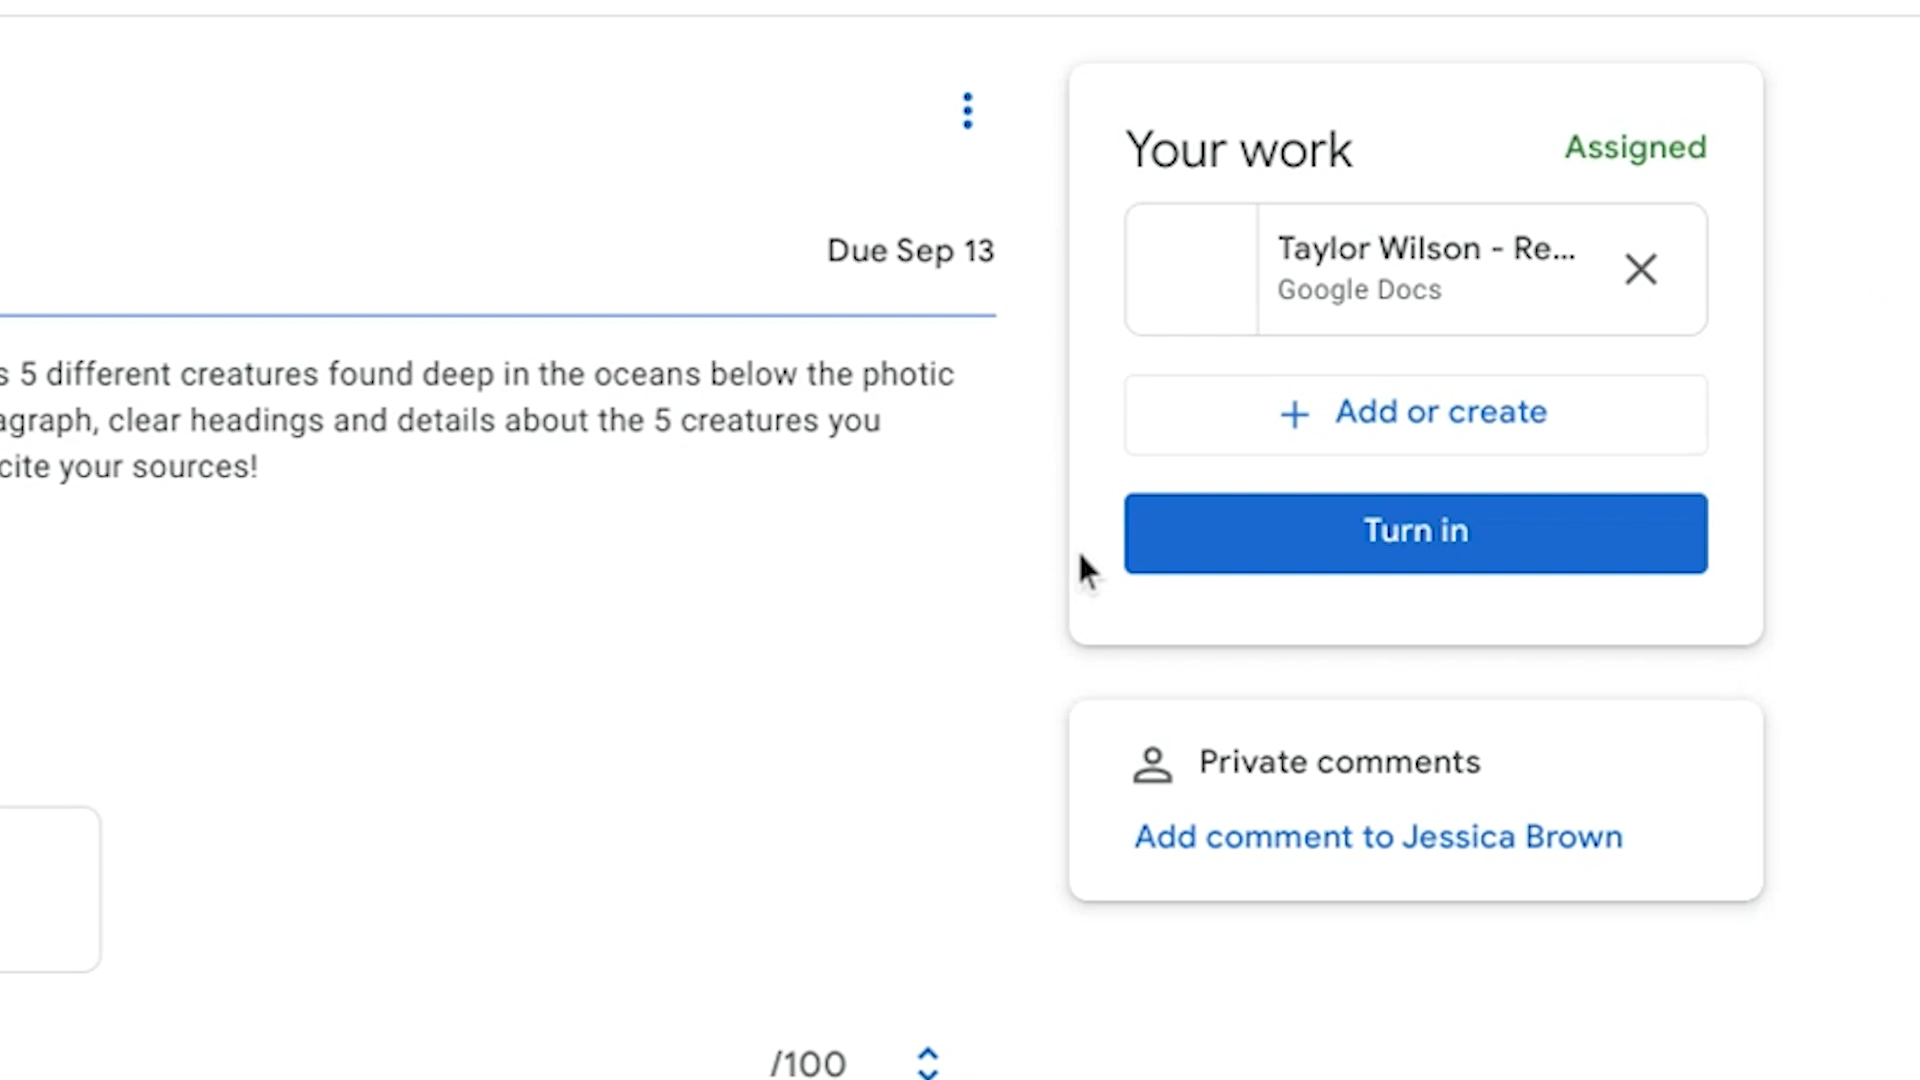 Due Sep 13
s 5 different creatures found deep in the oceans below the photic
agraph, clear headings and details about the 5 creatures you
cite your sources!
/100
Your work
Assigned
Taylor Wilson - Re...
Google Docs
+ Add or create
Turn in
Private comments
Add comment to Jessica Brown